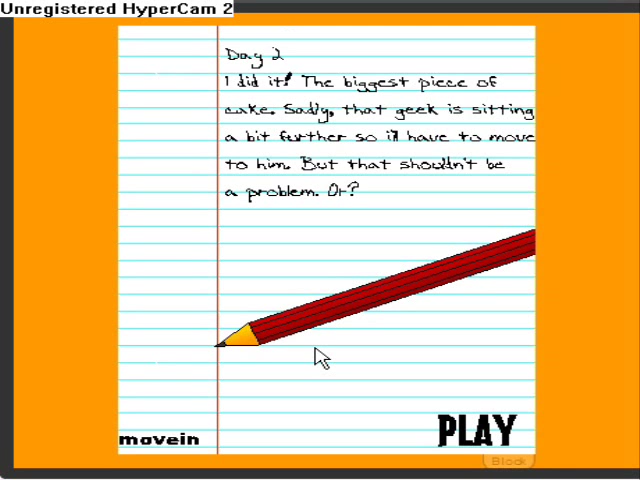 Unregistered HyperCam 2
Day 2
I did it! The biggest piece of
cake. Sadly, that geek is sitting
a bit further so i'll have to move
to him. But that shouldn't be
a problem. Or?
movein
PLAY
Block